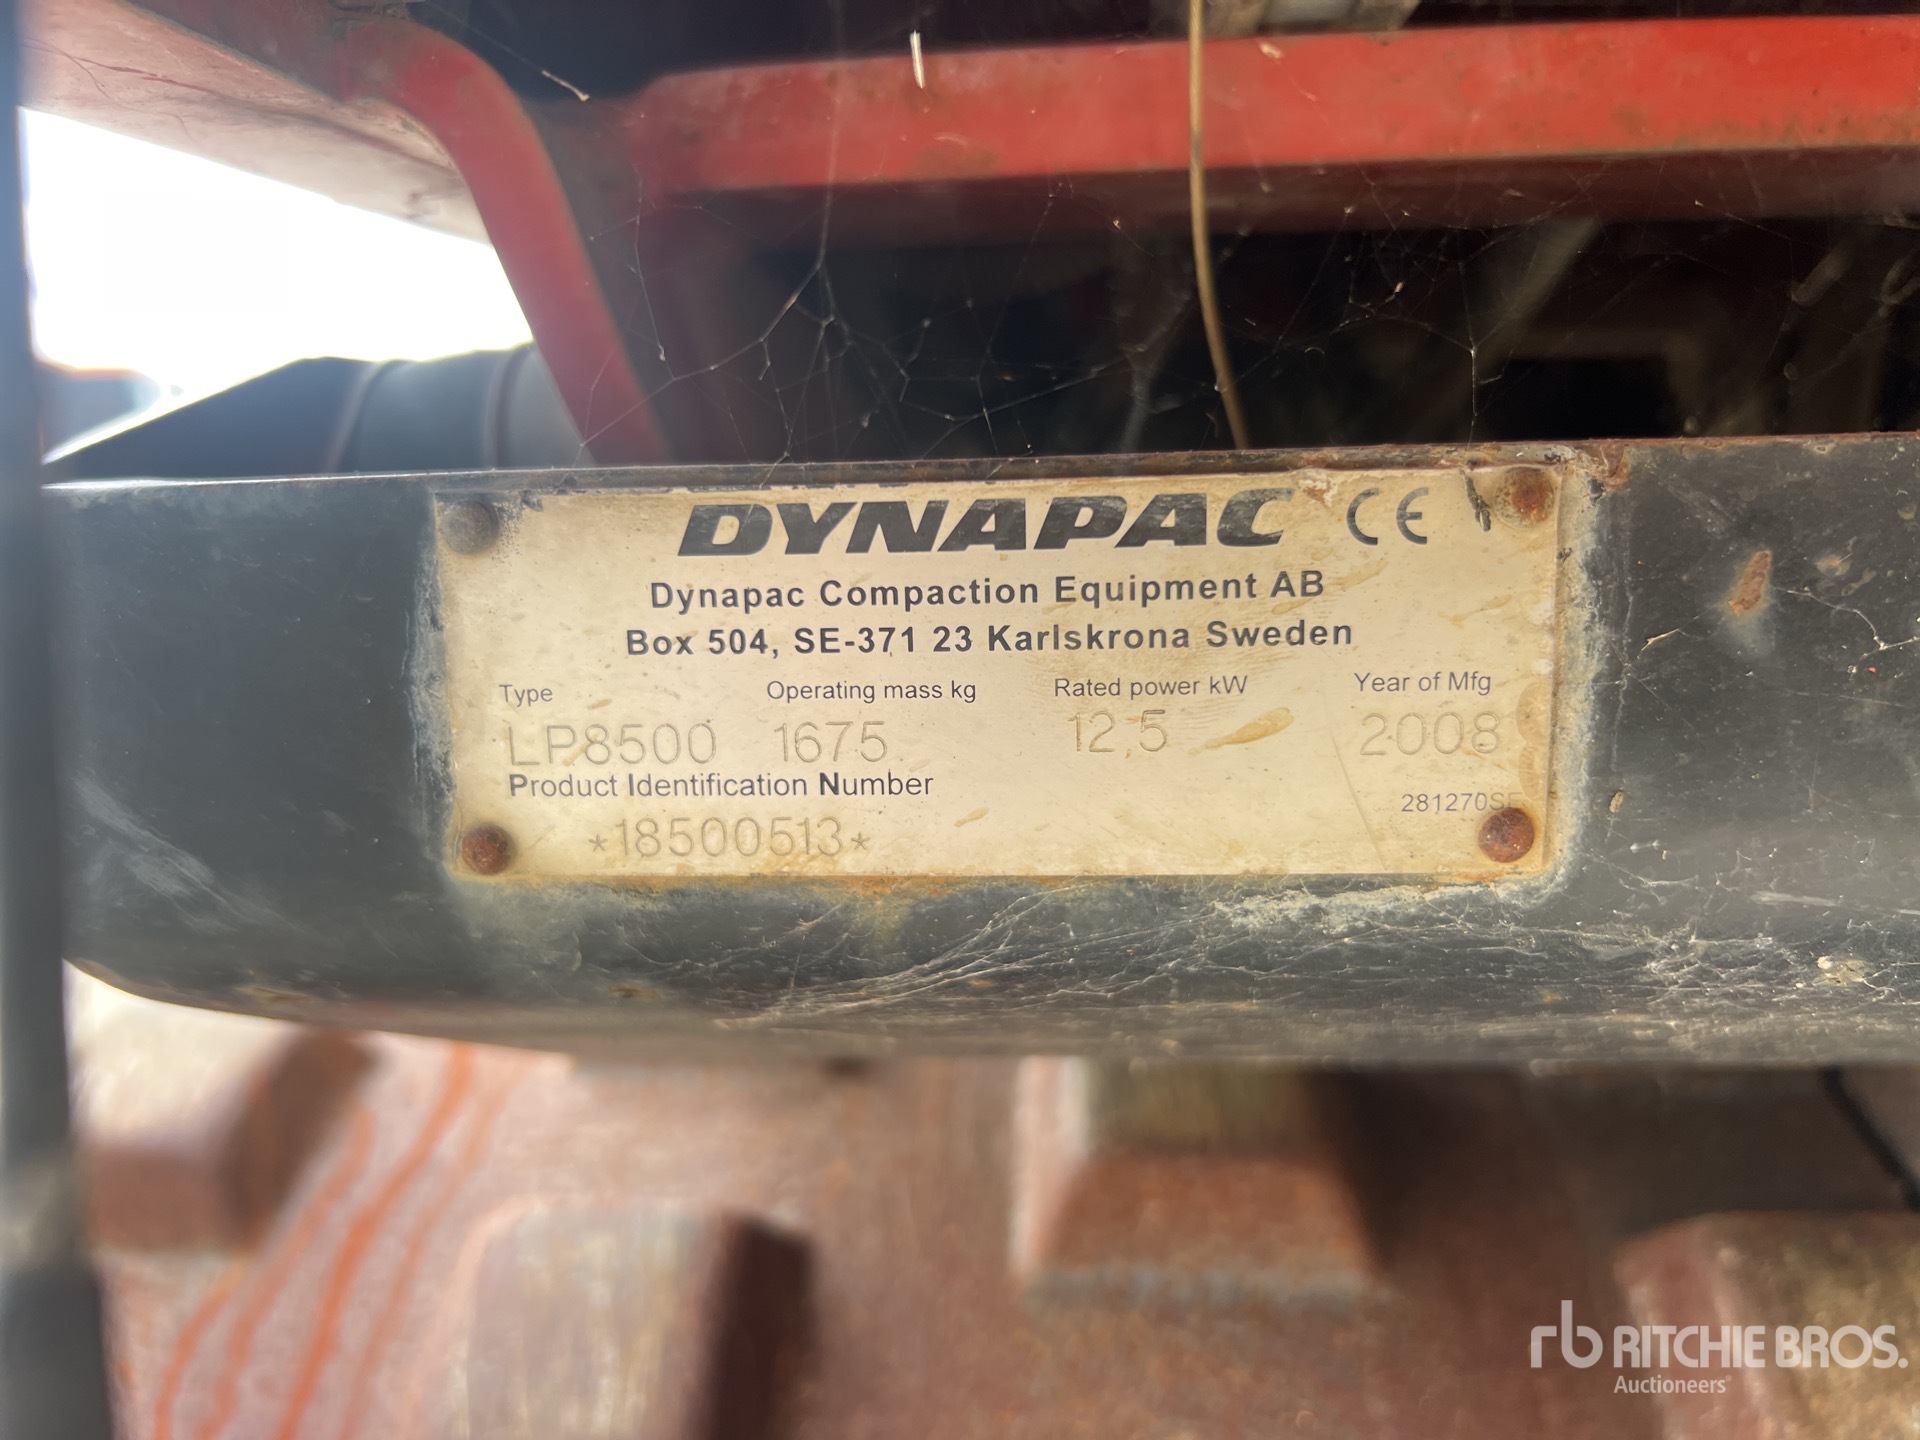 DYNAPAC CE
Dynapac Compaction Equipment AB
Box 504, SE-371 23 Karlskrona Sweden
Type Operating mass kg Rated power kW Year of Mfg
LP8500 1675 12,5 2008
Product Identification Number
281270SE
*18500513*
rb RITCHIE BROS.
Auctioneers